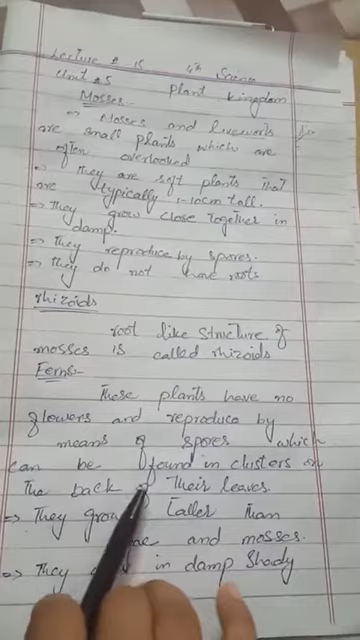 Lecture # 15 4th Science
Unit # 5 Plant Kingdom
Mosses:-
⇒ Mosses and liverworts
are small plants which are
often overlooked
⇒ They are soft plants that
are typically 1-10cm tall.
⇒ They grow close together in
damp.
⇒ They reproduce by spores.
⇒ They do not have roots
rhizoids
root like structure of
mosses is called rhizoids
Ferns:-
These plants have no
flowers and reproduce by
means of spores which
can be found in clusters on
The back of Their leaves.
⇒ They grow Taller Than
and mosses.
⇒ They in damp Shady